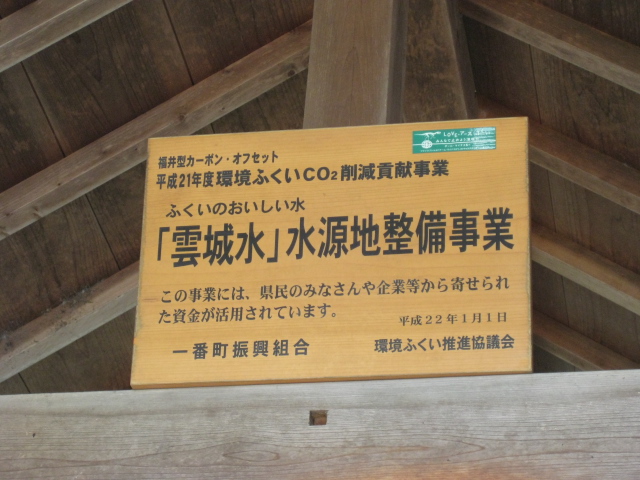 LOVE・アース
福井型カーボン・オフセット
平成21年度環境ふくいCO₂削減貢献事業
ふくいのおいしい水
「雲城水」水源地整備事業
この事業には、県民のみなさんや企業等から寄せられ
た資金が活用されています。
平成22年1月1日
一番町振興組合 環境ふくい推進協議会